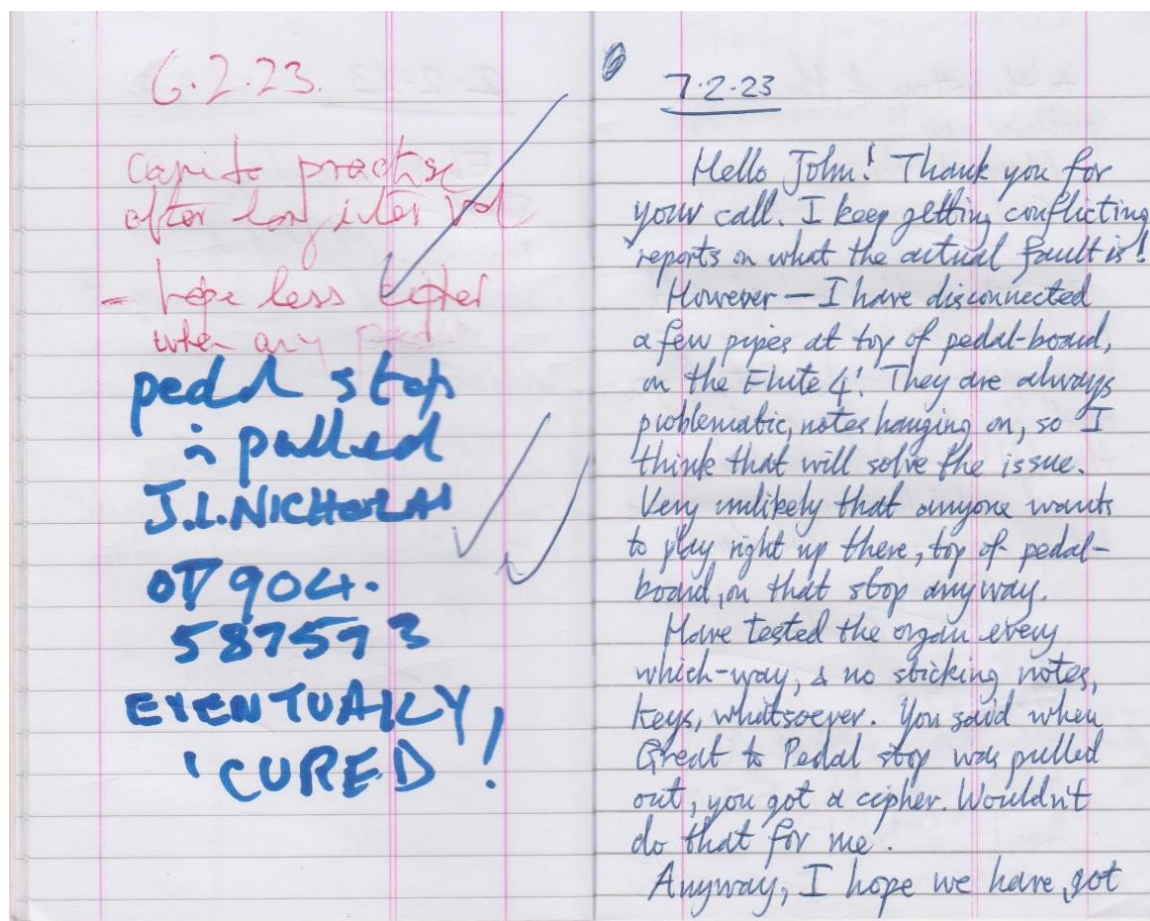 6.2.23.
came to practise
after long interval
- hopeless cipher
when any pedal
pedal stop
is pulled
J.L.NICHOLAS
07904.
587573
EVENTUALLY
'CURED!
7.2.23
Hello John! Thank you for
your call. I keep getting conflicting
reports on what the actual fault is!
However — I have disconnected
a few pipes at top of pedal-board,
on the Flute 4'. They are always
problematic, notes hanging on, so I
think that will solve the issue.
Very unlikely that anyone wants
to play right up there, top of pedal-
board, on that stop anyway.
Have tested the organ every
which-way, & no sticking notes,
keys, whatsoever. You said when
Great to Pedal stop was pulled
out, you got a cipher. Wouldn't
do that for me.
Anyway, I hope we have got